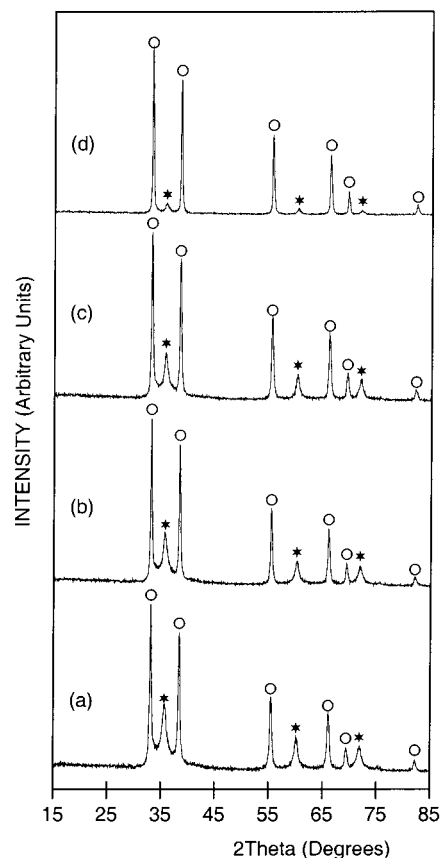 (d)
(c)
(b)
(a)
INTENSITY (Arbitrary Units)
15 25 35 45 55 65 75 85
2Theta (Degrees)